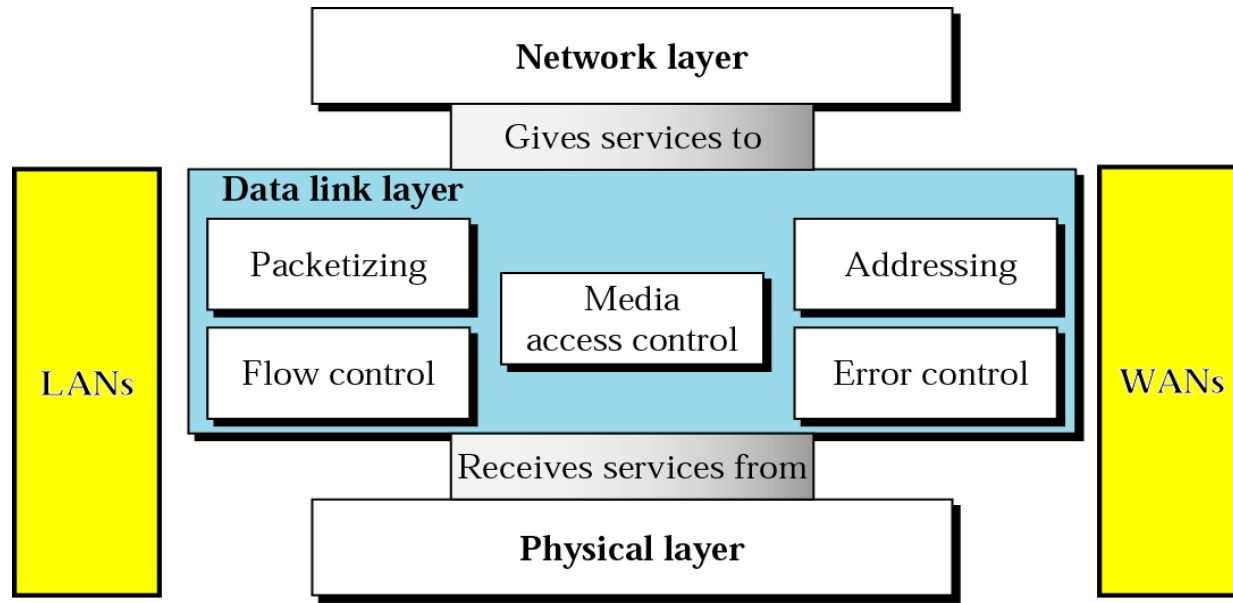 Network layer
Gives services to
Data link layer
Packetizing
Addressing
Media
access control
Flow control
Error control
LANs
WANs
Receives services from
Physical layer